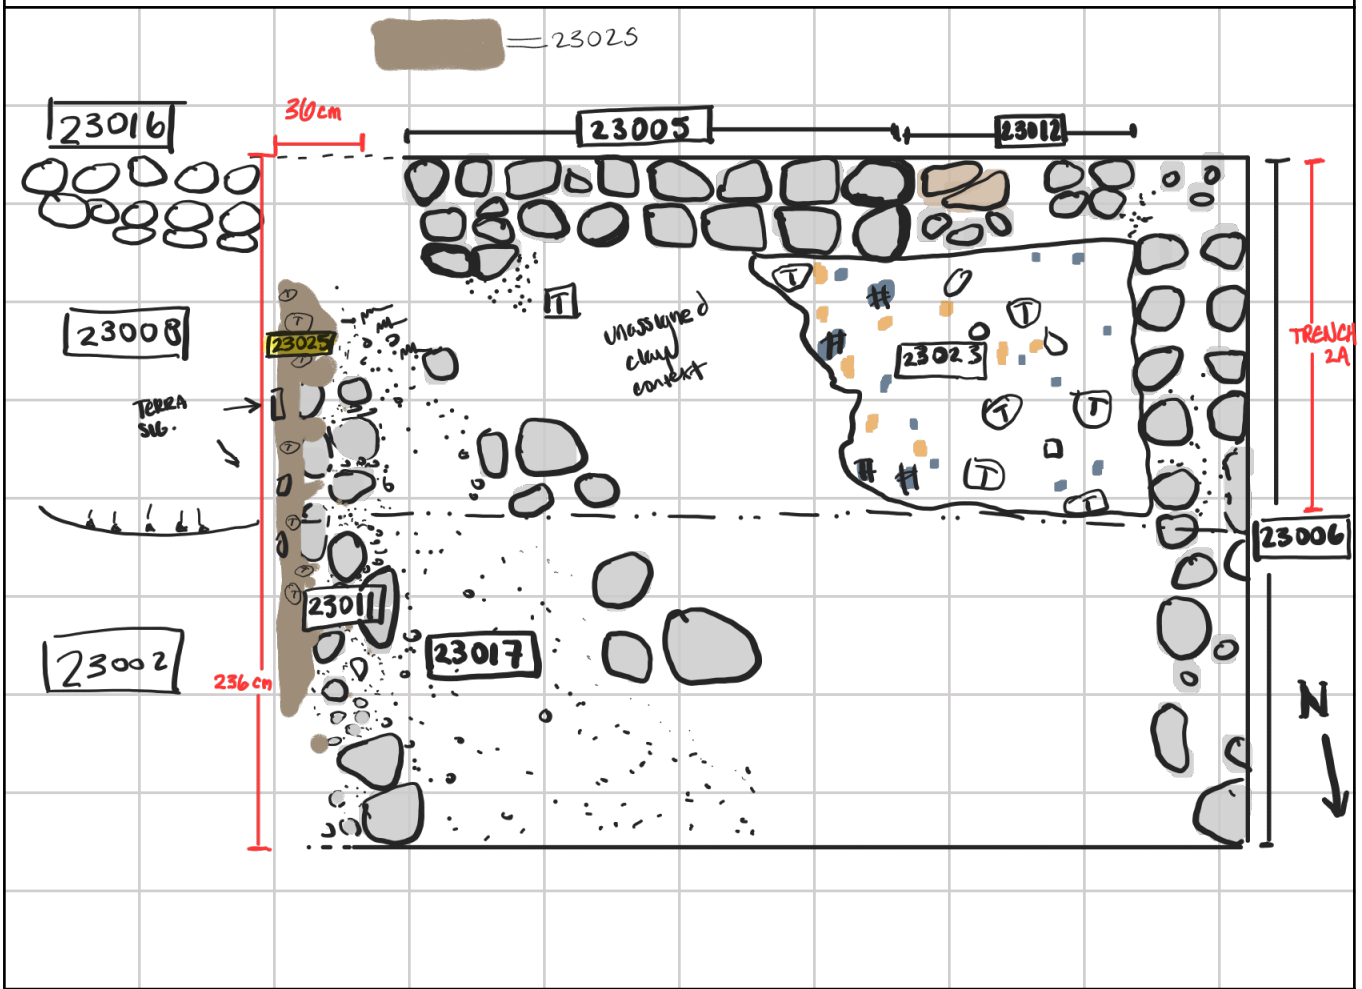 = 23025
23016
36cm
23005
23012
23008
T
unassigned
clay
context
T
T
23023
TRENCH
2A
23025
T
T
TERRA
SIG.
T
T
T
T
T
23006
T
T
T
23011
23017
23002
236cm
N